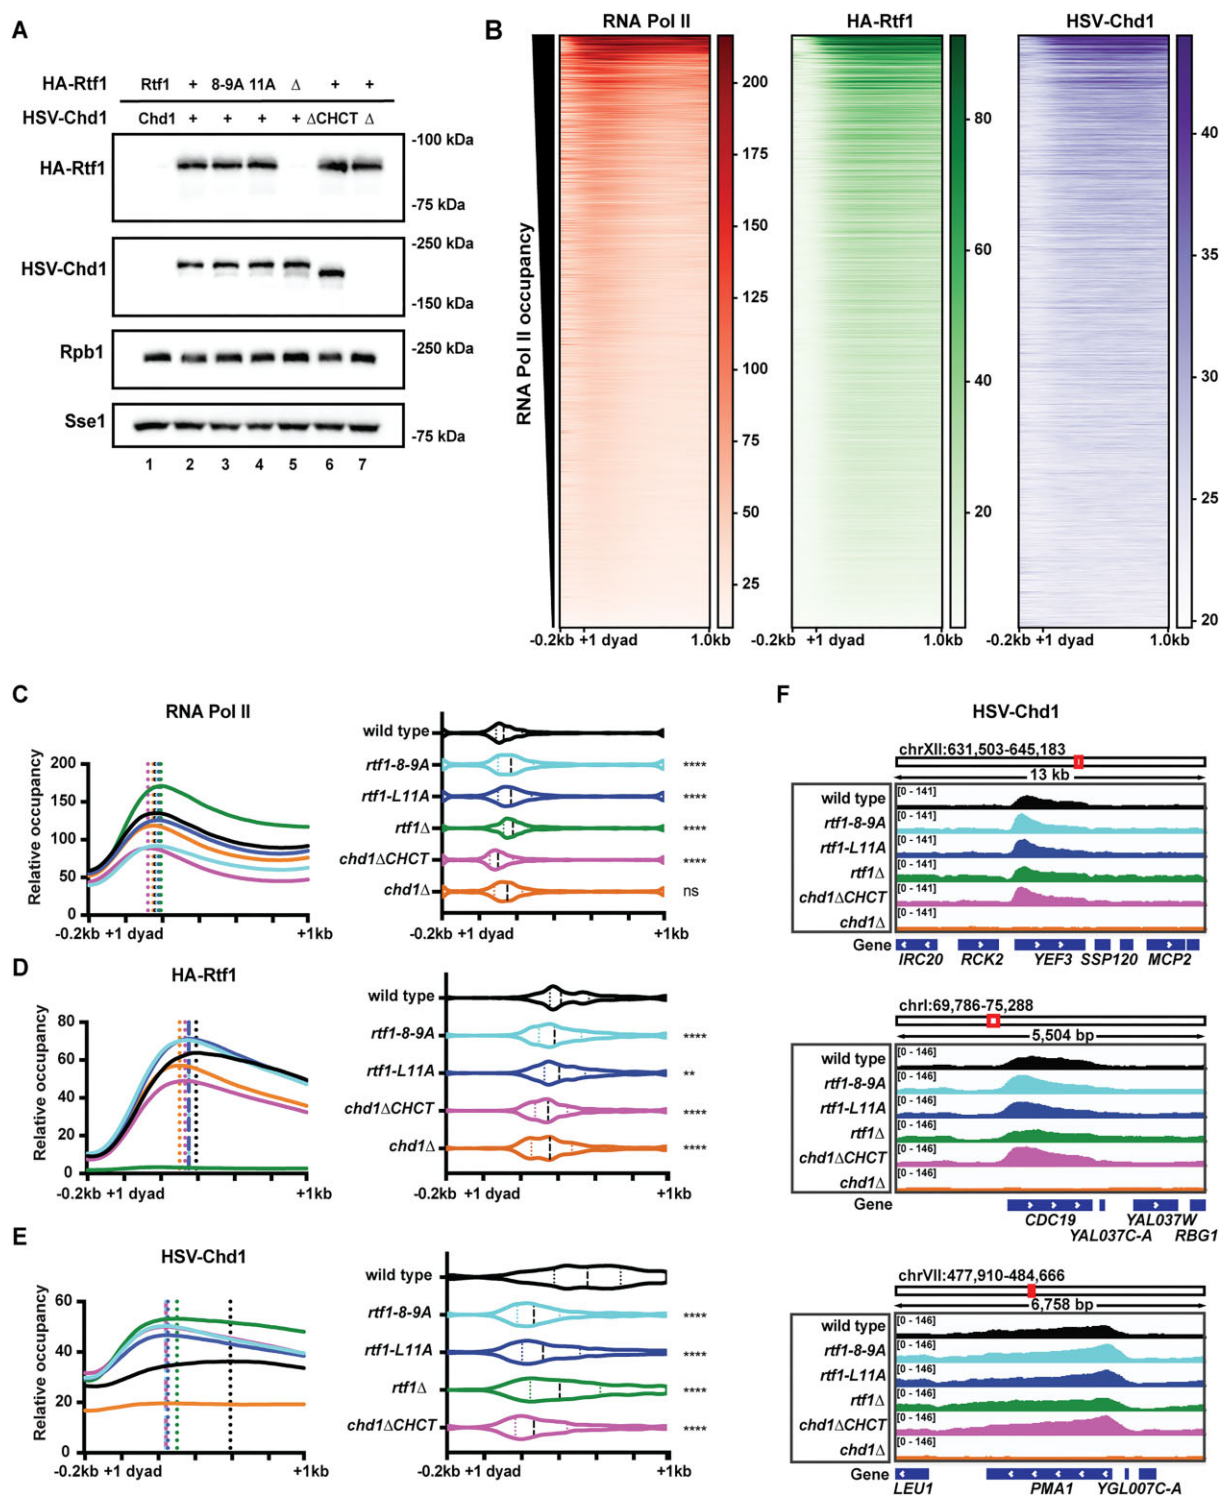 A
HA-Rtf1 Rtf1 + 8-9A 11A Δ + +
HSV-Chd1 Chd1 + + + + ΔCHCT Δ
HA-Rtf1
-100 kDa
-75 kDa
HSV-Chd1
-250 kDa
-150 kDa
Rpb1
-250 kDa
Sse1
-75 kDa
1 2 3 4 5 6 7
B
RNA Pol II HA-Rtf1 HSV-Chd1
RNA Pol II occupancy
200
175
150
125
100
75
50
25
80
60
40
20
40
35
30
25
20
-0.2kb +1 dyad 1.0kb
-0.2kb +1 dyad 1.0kb
-0.2kb +1 dyad 1.0kb
C
RNA Pol II
Relative occupancy
200
150
100
50
0
-0.2kb +1 dyad +1kb
wild type
rtf1-8-9A ****
rtf1-L11A ****
rtf1Δ ****
chd1ΔCHCT ****
chd1Δ ns
-0.2kb +1 dyad +1kb
D
HA-Rtf1
Relative occupancy
80
60
40
20
0
-0.2kb +1 dyad +1kb
wild type
rtf1-8-9A ****
rtf1-L11A **
chd1ΔCHCT ****
chd1Δ ****
-0.2kb +1 dyad +1kb
E
HSV-Chd1
Relative occupancy
60
40
20
0
-0.2kb +1 dyad +1kb
wild type
rtf1-8-9A ****
rtf1-L11A ****
rtf1Δ ****
chd1ΔCHCT ****
-0.2kb +1 dyad +1kb
F
HSV-Chd1
chrXII:631,503-645,183
13 kb
wild type [0 - 141]
rtf1-8-9A [0 - 141]
rtf1-L11A [0 - 141]
rtf1Δ [0 - 141]
chd1ΔCHCT [0 - 141]
chd1Δ [0 - 141]
Gene
IRC20 RCK2 YEF3 SSP120 MCP2
chrI:69,786-75,288
5,504 bp
wild type [0 - 146]
rtf1-8-9A [0 - 146]
rtf1-L11A [0 - 146]
rtf1Δ [0 - 146]
chd1ΔCHCT [0 - 146]
chd1Δ [0 - 146]
Gene
CDC19 YAL037W
YAL037C-A RBG1
chrVII:477,910-484,666
6,758 bp
wild type [0 - 146]
rtf1-8-9A [0 - 146]
rtf1-L11A [0 - 146]
rtf1Δ [0 - 146]
chd1ΔCHCT [0 - 146]
chd1Δ [0 - 146]
Gene
LEU1 PMA1 YGL007C-A